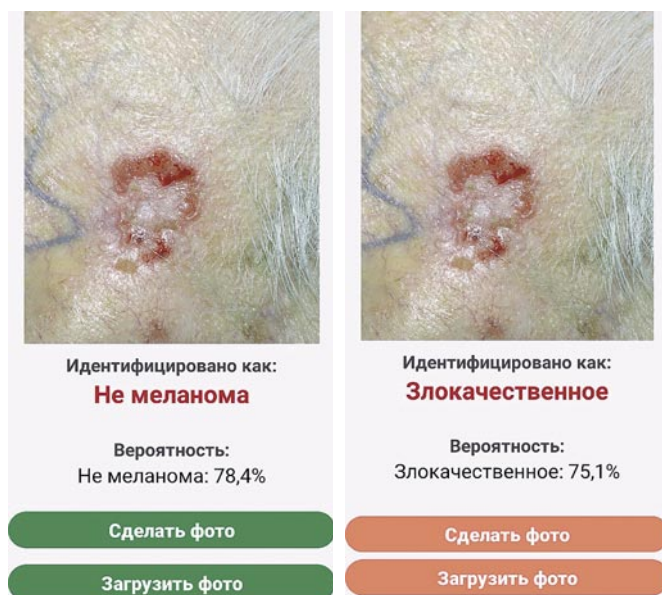 Идентифицировано как:
Не меланома
Вероятность:
Не меланома: 78,4%
Сделать фото
Загрузить фото
Идентифицировано как:
Злокачественное
Вероятность:
Злокачественное: 75,1%
Сделать фото
Загрузить фото